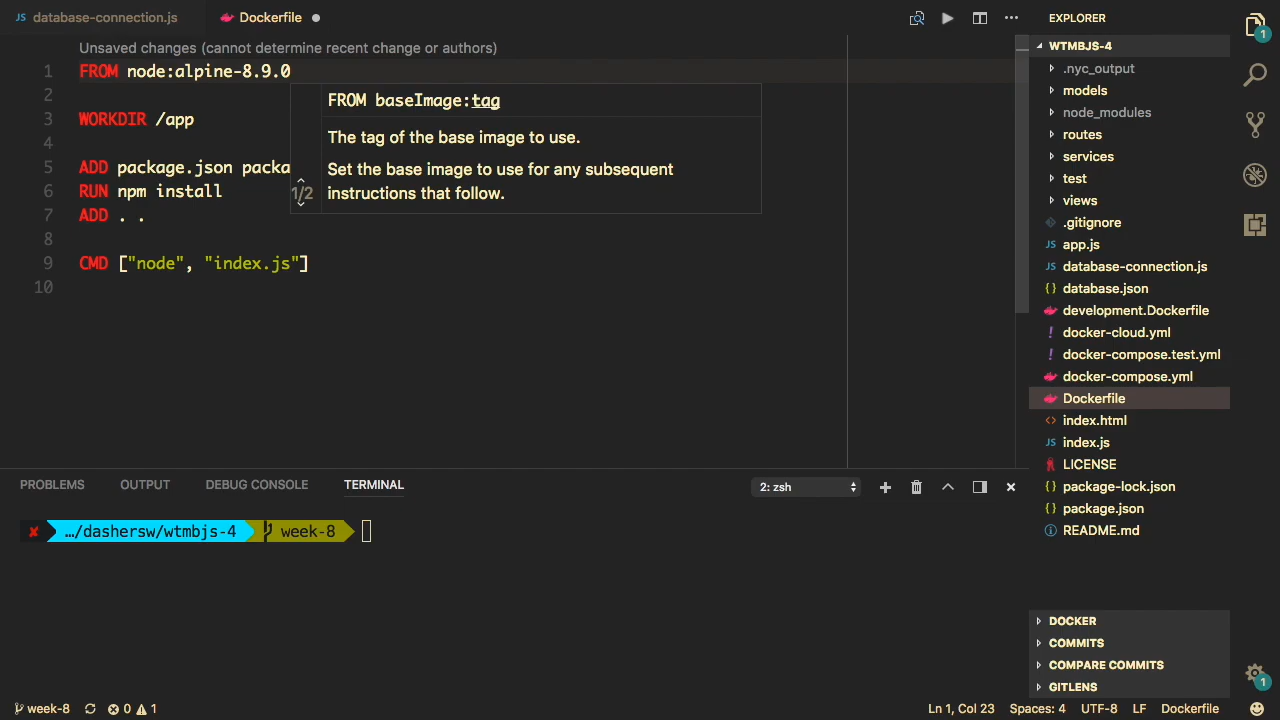 database-connection.js
Dockerfile
Unsaved changes (cannot determine recent change or authors)
1 FROM node:alpine-8.9.0
2
3 WORKDIR /app
4
5 ADD package.json packa
6 RUN npm install
7 ADD . .
8
9 CMD ["node", "index.js"]
10
FROM baseImage:tag
The tag of the base image to use.
Set the base image to use for any subsequent
instructions that follow.
1/2
PROBLEMS OUTPUT DEBUG CONSOLE TERMINAL
2: zsh
✘ …/dashersw/wtmbjs-4 week-8
EXPLORER
WTMBJS-4
.nyc_output
models
node_modules
routes
services
test
views
.gitignore
JS app.js
JS database-connection.js
{} database.json
development.Dockerfile
! docker-cloud.yml
! docker-compose.test.yml
docker-compose.yml
Dockerfile
<> index.html
JS index.js
LICENSE
{} package-lock.json
{} package.json
README.md
DOCKER
COMMITS
COMPARE COMMITS
GITLENS
1
1
week-8 0 1
Ln 1, Col 23 Spaces: 4 UTF-8 LF Dockerfile